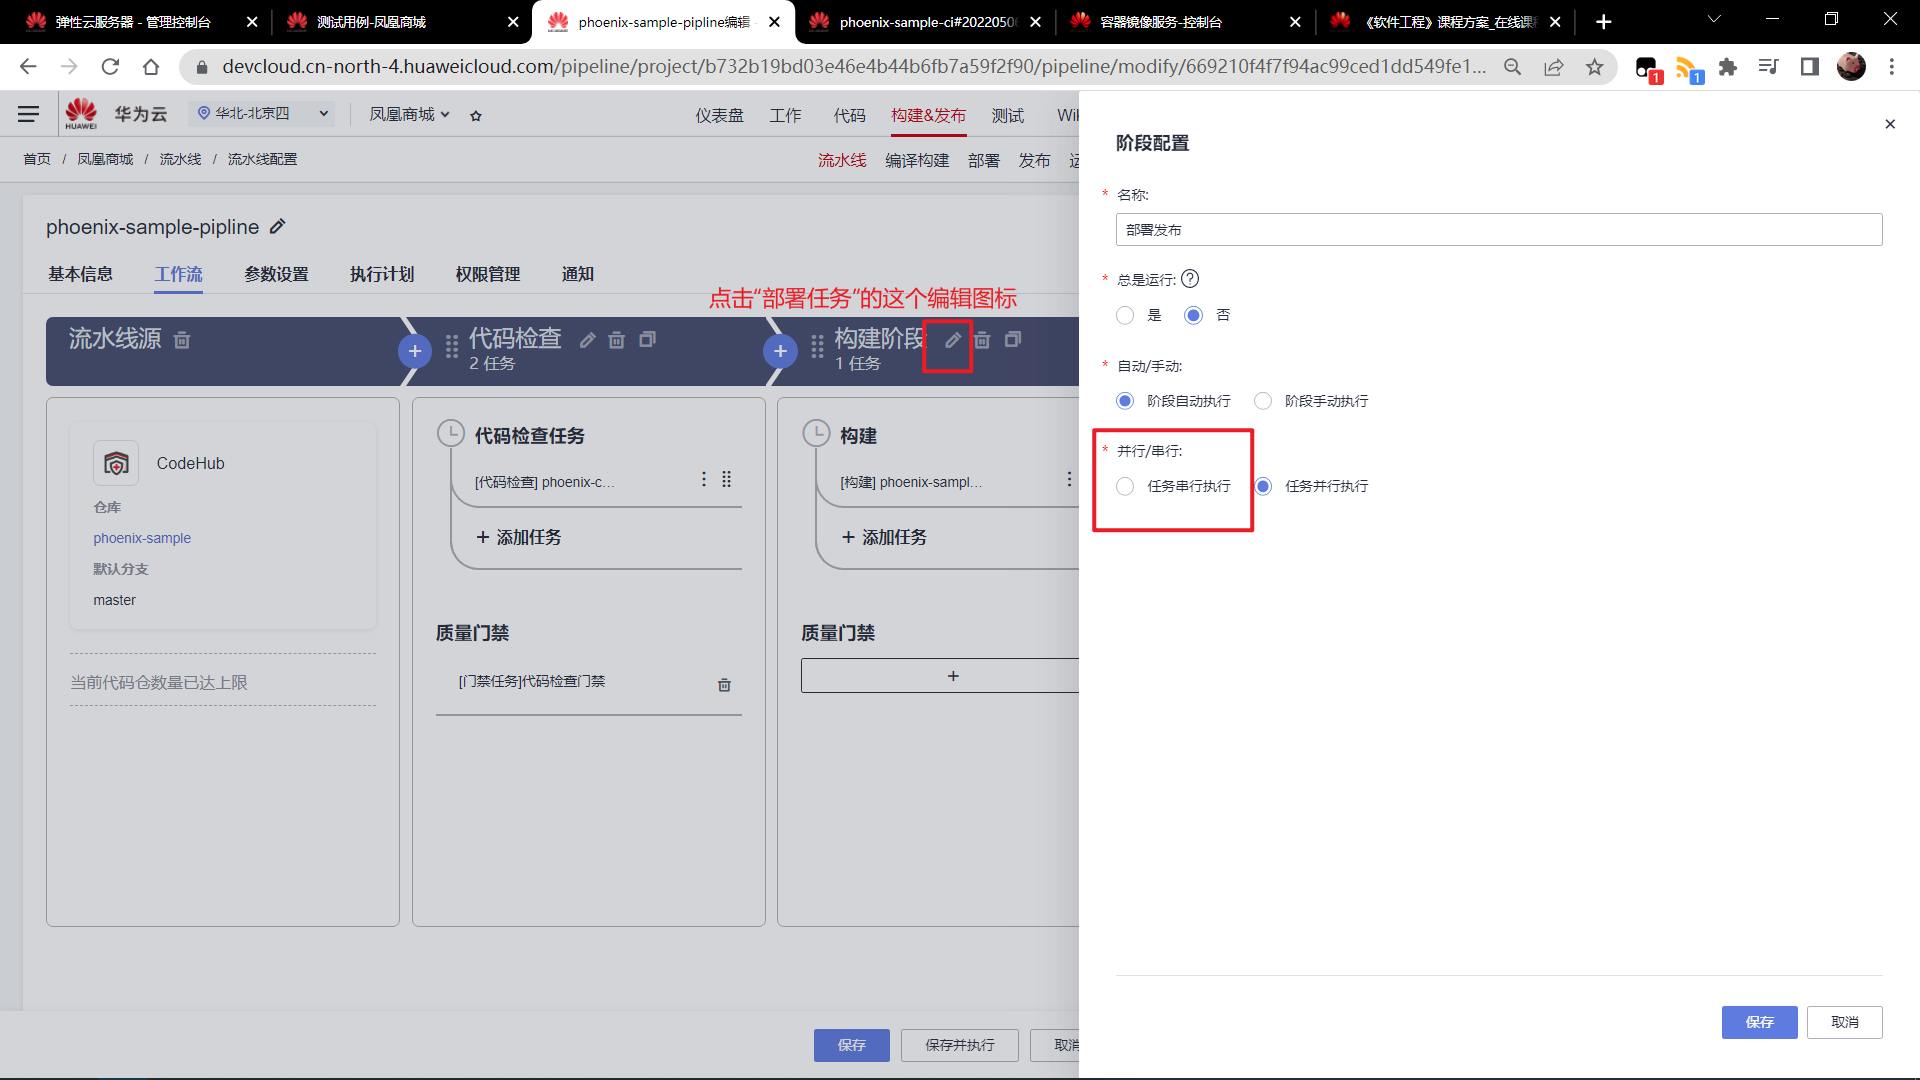 弹性云服务器 - 管理控制台
测试用例-凤凰商城
phoenix-sample-pipline编辑
phoenix-sample-ci#2022050
容器镜像服务-控制台
《软件工程》课程方案_在线课
devcloud.cn-north-4.huaweicloud.com/pipeline/project/b732b19bd03e46e4b44b6fb7a59f2f90/pipeline/modify/669210f4f7f94ac99ced1dd549fe1...
1
1
HUAWEI
华为云
华北-北京四
凤凰商城
仪表盘
工作
代码
构建&发布
测试
Wi
首页 / 凤凰商城 / 流水线 / 流水线配置
流水线
编译构建
部署
发布
phoenix-sample-pipline
基本信息
工作流
参数设置
执行计划
权限管理
通知
点击“部署任务”的这个编辑图标
流水线源
代码检查
2 任务
构建阶段
1 任务
CodeHub
仓库
phoenix-sample
默认分支
master
当前代码仓数量已达上限
代码检查任务
[代码检查] phoenix-c...
+ 添加任务
质量门禁
[门禁任务]代码检查门禁
构建
[构建] phoenix-sampl...
+ 添加任务
质量门禁
+
保存
保存并执行
取消
阶段配置
* 名称:
部署发布
* 总是运行: ?
是
否
* 自动/手动:
阶段自动执行
阶段手动执行
* 并行/串行:
任务串行执行
任务并行执行
保存
取消